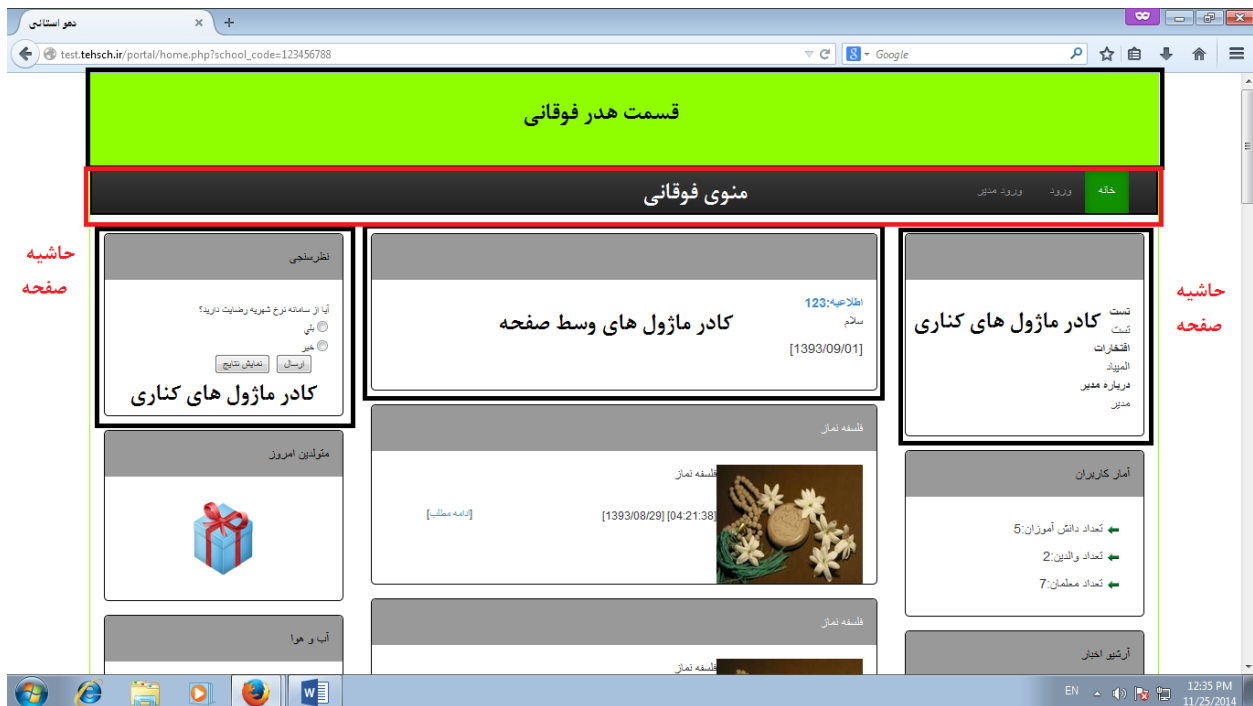 دهو استانی
test.tehsch.ir/portal/home.php?school_code=123456788
Google
قسمت هدر فوقانی
خانه ورود ورود مدیر
منوی فوقانی
حاشیه
صفحه
تست
تست
افتخارات
المپیاد
درباره مدیر
مدیر
کادر ماژول های کناری
آمار کاربران
تعداد دانش آموزان:5
تعداد والدین:2
تعداد معلمان:7
آرشیو اخبار
اطلاعیه:123
سلام
[1393/09/01]
کادر ماژول های وسط صفحه
فلسفه نماز
فلسفه نماز
[1393/08/29] [04:21:38]
[ادامه مطلب]
فلسفه نماز
فلسفه نماز
نظرسنجی
آیا از سامانه نرخ شهریه رضایت دارید؟
بلی
خیر
ارسال نمایش نتایج
کادر ماژول های کناری
متولدین امروز
آب و هوا
حاشیه
صفحه
EN
12:35 PM
11/25/2014